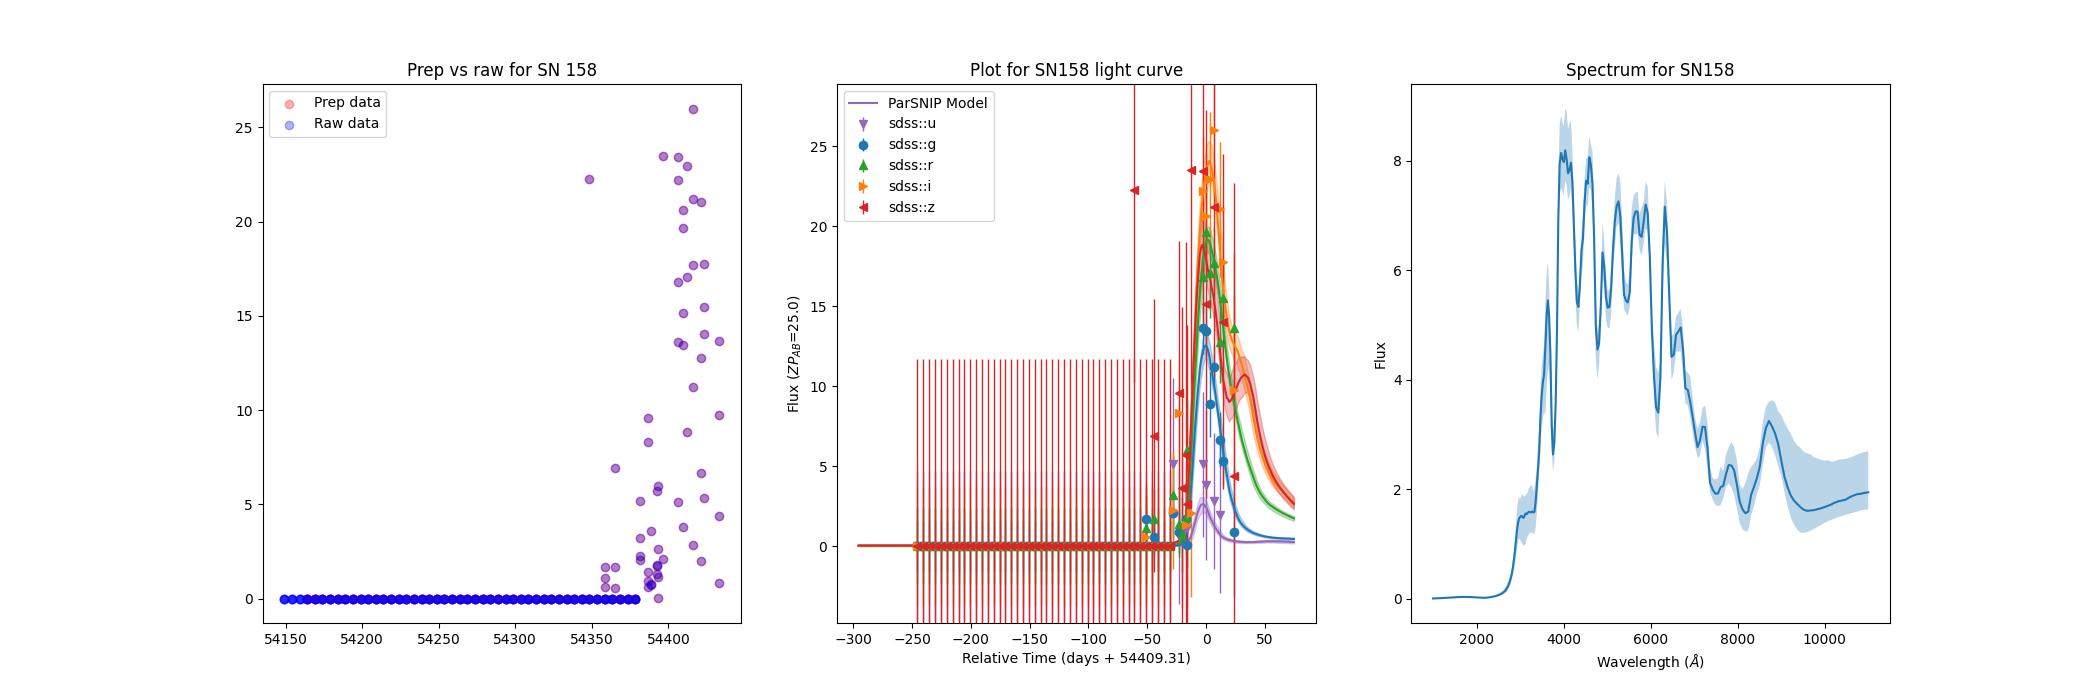 Prep vs raw for SN 158
Prep data
Raw data
25
20
15
10
5
0
54150
54200
54250
54300
54350
54400
Plot for SN158 light curve
ParSNIP Model
sdss::u
sdss::g
sdss::r
sdss::i
sdss::z
Flux (ZP_AB=25.0)
25
20
15
10
5
0
−300
−250
−200
−150
−100
−50
0
50
Relative Time (days + 54409.31)
Spectrum for SN158
Flux
8
6
4
2
0
2000
4000
6000
8000
10000
Wavelength (Å)